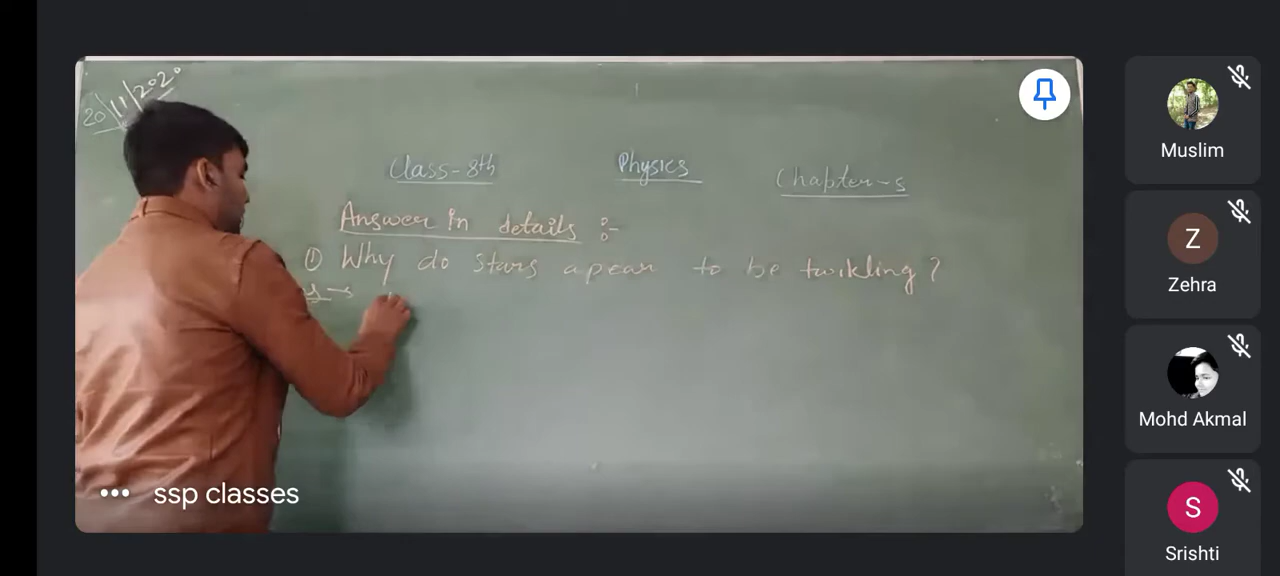 20/11/2020
Class-8th Physics Chapter-5
Answer in details :-
① Why do stars apear to be twikling ?
ssp classes
Muslim
Z
Zehra
Mohd Akmal
S
Srishti